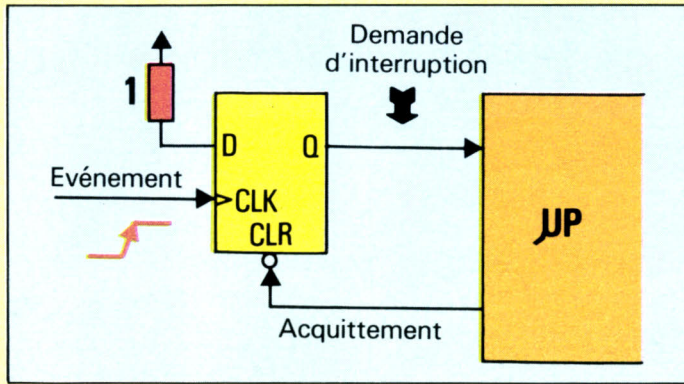 Demande
d'interruption
1
D
Q
Evénement
CLK
CLR
µP
Acquittement